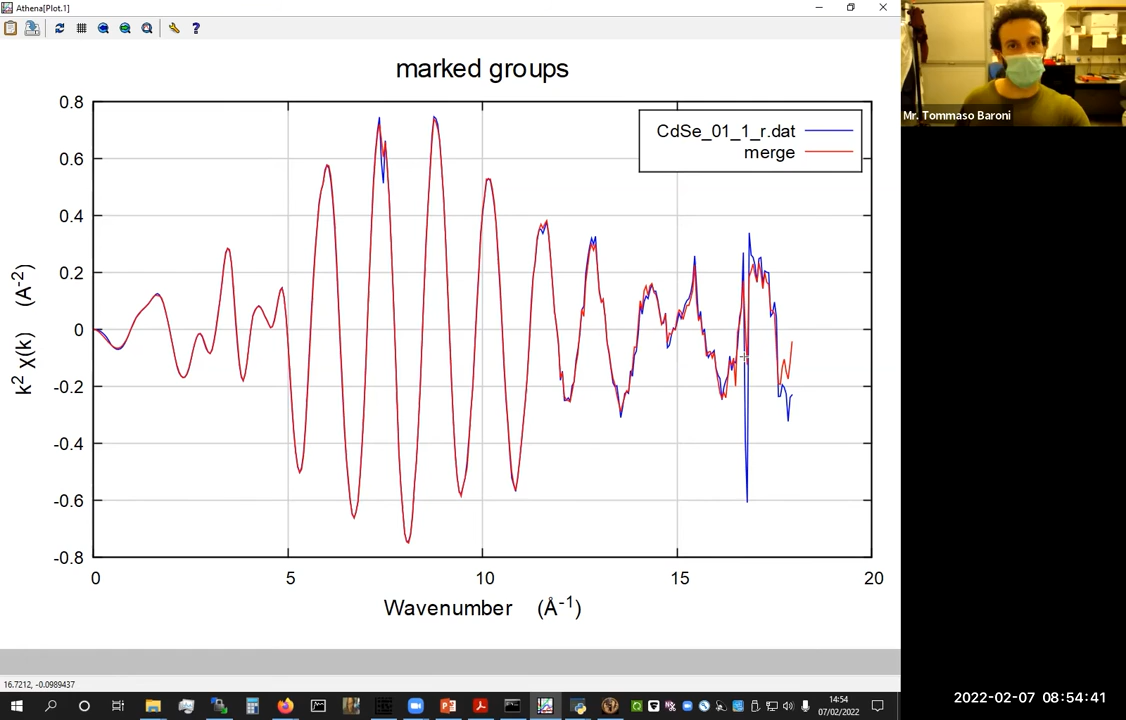 Athena[Plot.1]
marked groups
CdSe_01_1_r.dat
merge
0.8
0.6
0.4
0.2
0
-0.2
-0.4
-0.6
-0.8
k² χ(k) (A⁻²)
0 5 10 15 20
Wavenumber (Å⁻¹)
16.7212, -0.0989437
Mr. Tommaso Baroni
14:54
07/02/2022
2022-02-07 08:54:41